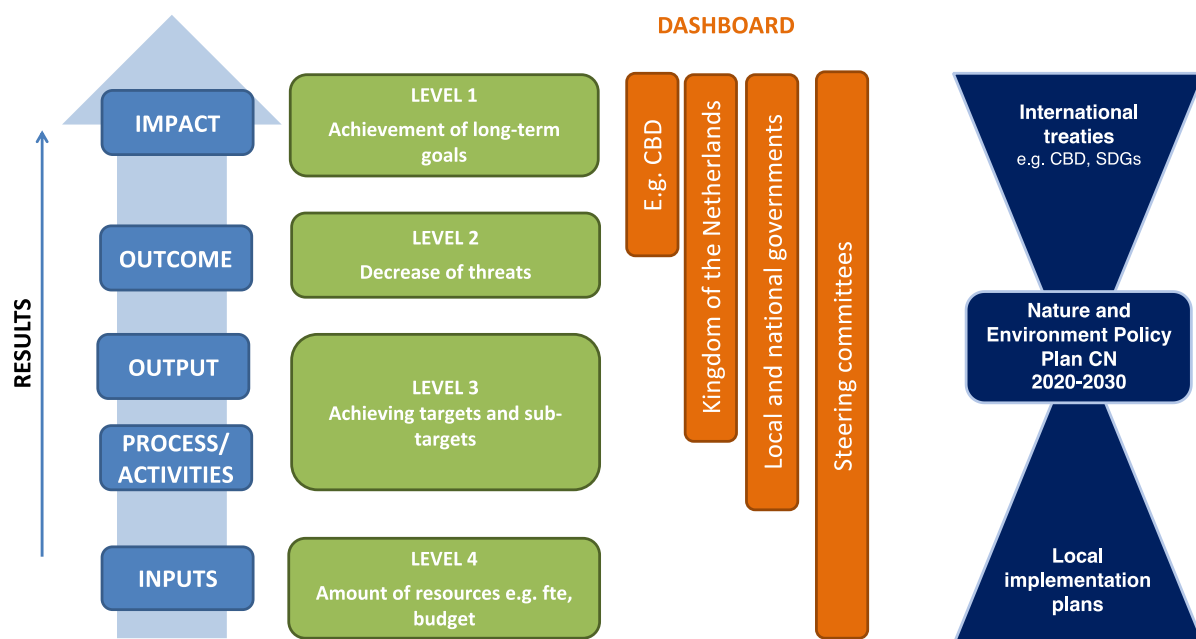 DASHBOARD
RESULTS
IMPACT
OUTCOME
OUTPUT
PROCESS/
ACTIVITIES
INPUTS
LEVEL 1
Achievement of long-term
goals
LEVEL 2
Decrease of threats
LEVEL 3
Achieving targets and sub-
targets
LEVEL 4
Amount of resources e.g. fte,
budget
E.g. CBD
Kingdom of the Netherlands
Local and national governments
Steering committees
International
treaties
e.g. CBD, SDGs
Nature and
Environment Policy
Plan CN
2020-2030
Local
implementation
plans